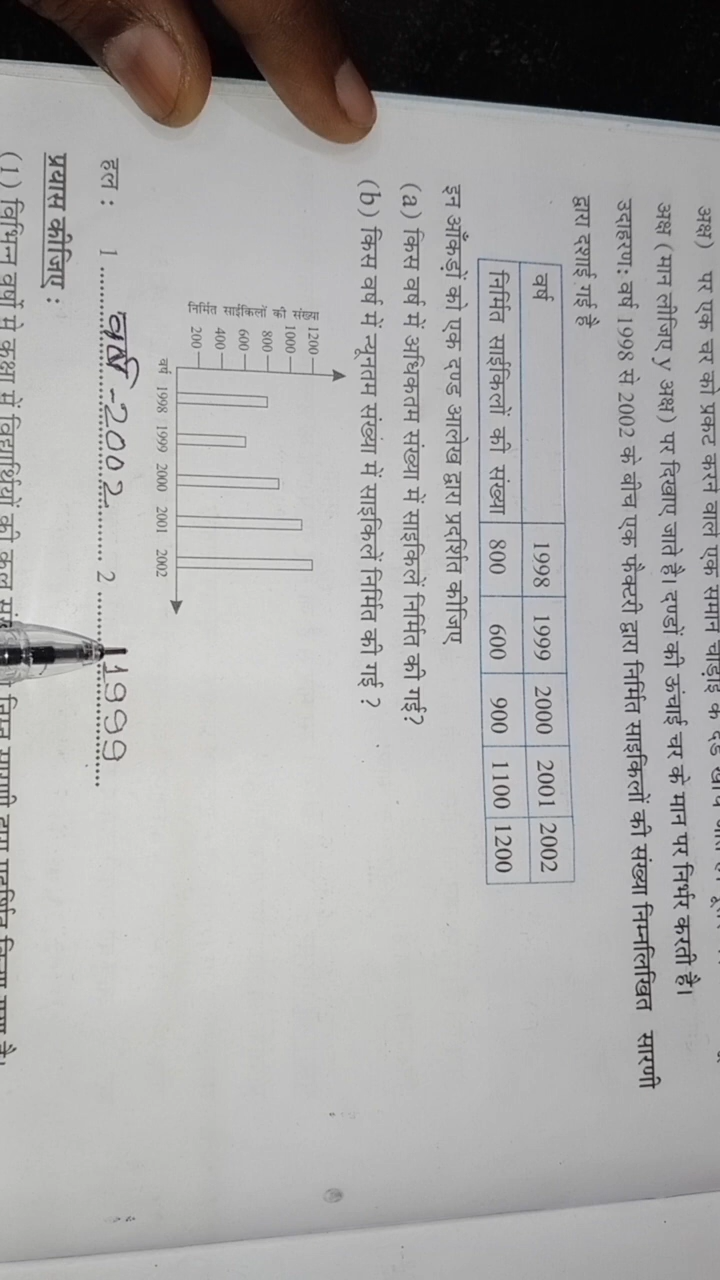 अक्ष) पर एक चर को प्रकट करने वाले एक समान चौड़ाई के दंड
अक्ष (मान लीजिए y अक्ष) पर दिखाए जाते है। दण्डों की ऊंचाई चर के मान पर निर्भर करती है।
उदाहरण: वर्ष 1998 से 2002 के बीच एक फैक्टरी द्वारा निर्मित साइकिलों की संख्या निम्नलिखित सारणी
द्वारा दर्शाई गई है
वर्ष 1998 1999 2000 2001 2002
निर्मित साइकिलों की संख्या 800 600 900 1100 1200
इन आँकड़ों को एक दण्ड आलेख द्वारा प्रदर्शित कीजिए
(a) किस वर्ष में अधिकतम संख्या में साइकिलें निर्मित की गई?
(b) किस वर्ष में न्यूनतम संख्या में साइकिलें निर्मित की गई ?
निर्मित साईकिलों की संख्या
1200
1000
800
600
400
200
वर्ष 1998 1999 2000 2001 2002
हल : 1 वर्ष-2002 2 1999
प्रयास कीजिए :
(1) विभिन्न वर्षों में कक्षा में विद्यार्थियों की कुल